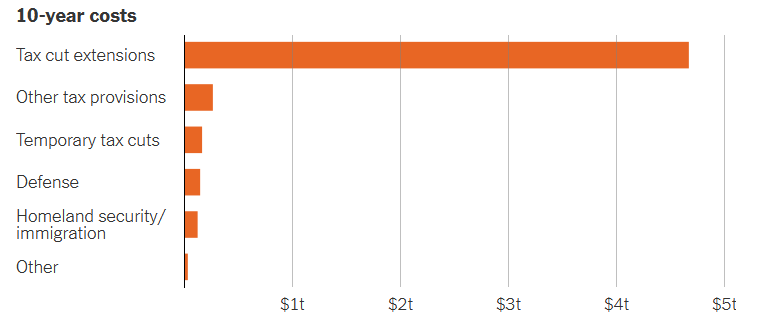 10-year costs
Tax cut extensions
Other tax provisions
Temporary tax cuts
Defense
Homeland security/
immigration
Other
$1t $2t $3t $4t $5t